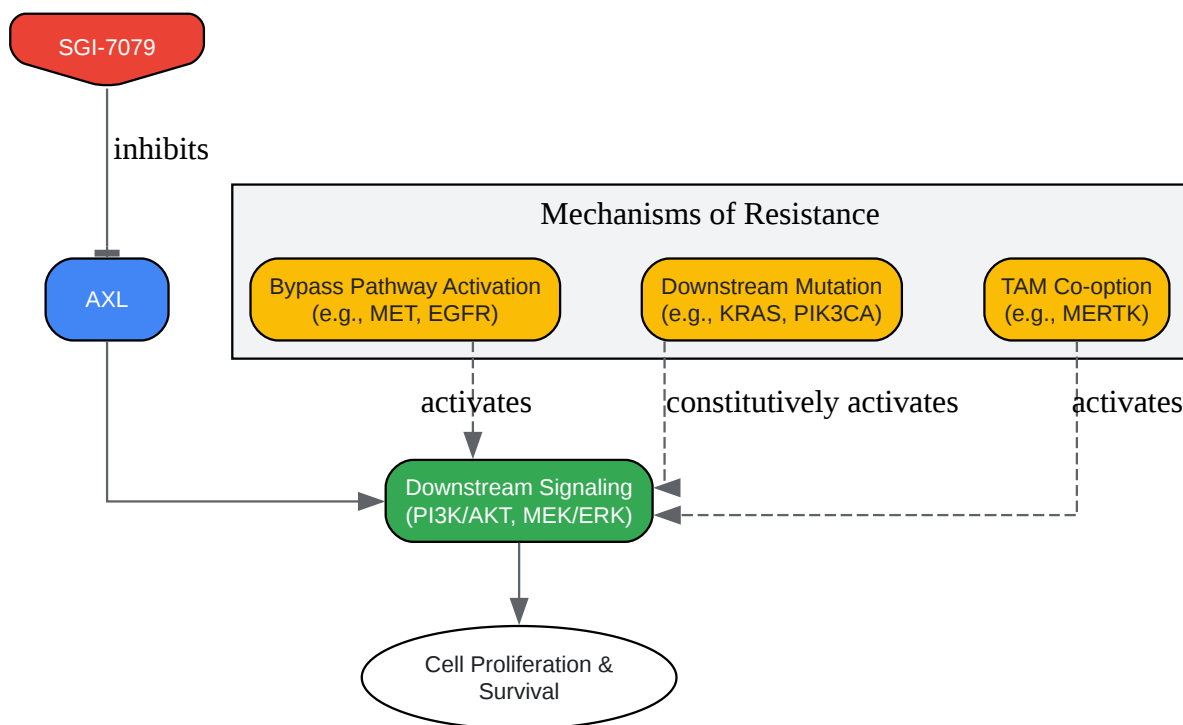 SGI-7079
inhibits
Mechanisms of Resistance
AXL
Bypass Pathway Activation
(e.g., MET, EGFR)
Downstream Mutation
(e.g., KRAS, PIK3CA)
TAM Co-option
(e.g., MERTK)
activates
constitutively activates
activates
Downstream Signaling
(PI3K/AKT, MEK/ERK)
Cell Proliferation &
Survival